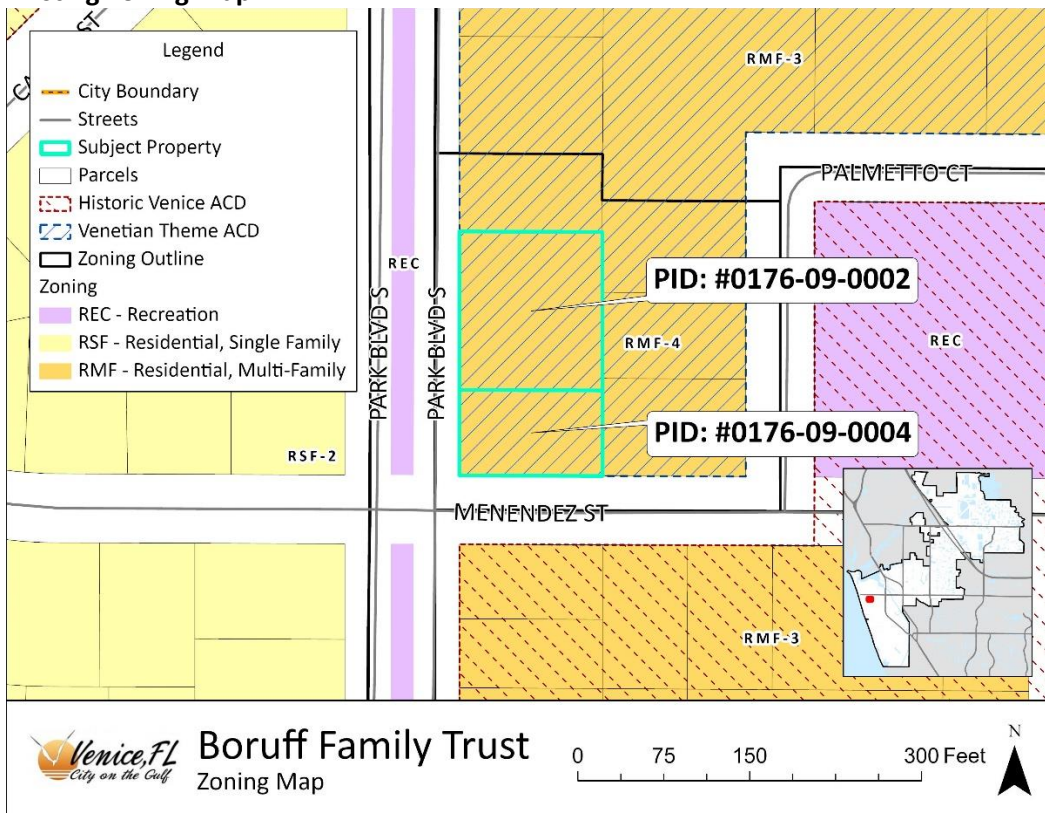 Legend
City Boundary
Streets
Subject Property
Parcels
Historic Venice ACD
Venetian Theme ACD
Zoning Outline
Zoning
REC - Recreation
RSF - Residential, Single Family
RMF - Residential, Multi-Family
ST
RMF-3
PALMETTO CT
REC
PARK BLVD S
PARK BLVD S
PID: #0176-09-0002
RMF-4
REC
PID: #0176-09-0004
RSF-2
MENENDEZ ST
RMF-3
Venice, FL
City on the Gulf
Boruff Family Trust
Zoning Map
0 75 150 300 Feet
N